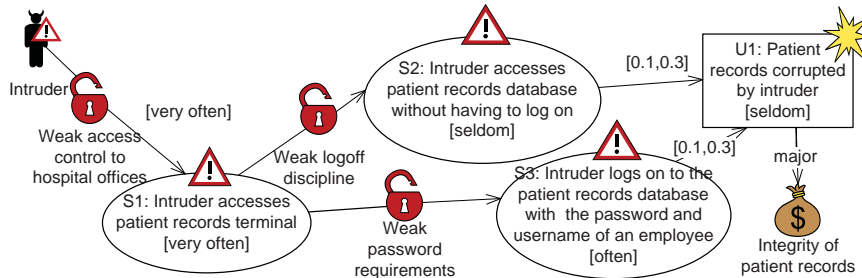 Intruder
Weak access
control to
hospital offices
[very often]
S1: Intruder accesses
patient records terminal
[very often]
Weak logoff
discipline
Weak
password
requirements
S2: Intruder accesses
patient records database
without having to log on
[seldom]
S3: Intruder logs on to the
patient records database
with the password and
username of an employee
[often]
[0.1,0.3]
[0.1,0.3]
U1: Patient
records corrupted
by intruder
[seldom]
major
$
Integrity of
patient records